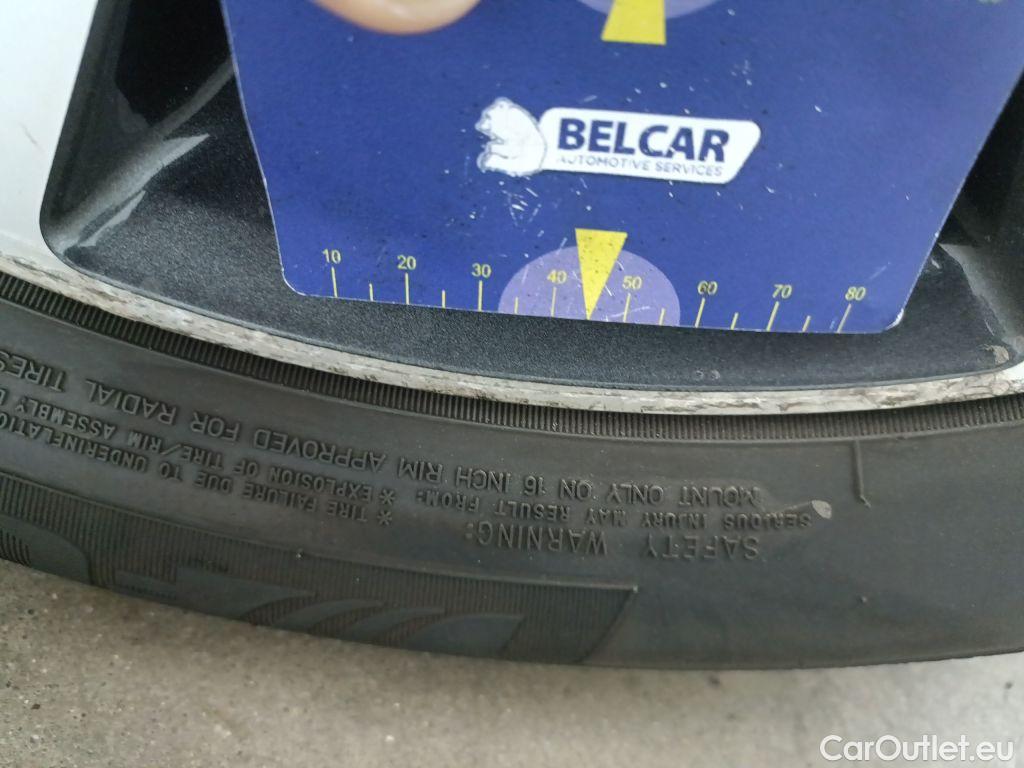 BELCAR
AUTOMOTIVE SERVICES
10 20 30 40 50 60 70 80
SAFETY WARNING:
SERIOUS INJURY MAY RESULT FROM: * EXPLOSION OF TIRE/RIM ASSEMBLY
* TIRE FAILURE DUE TO UNDERINFLATIO
MOUNT ONLY ON 16 INCH RIM APPROVED FOR RADIAL TIRES
CarOutlet.eu